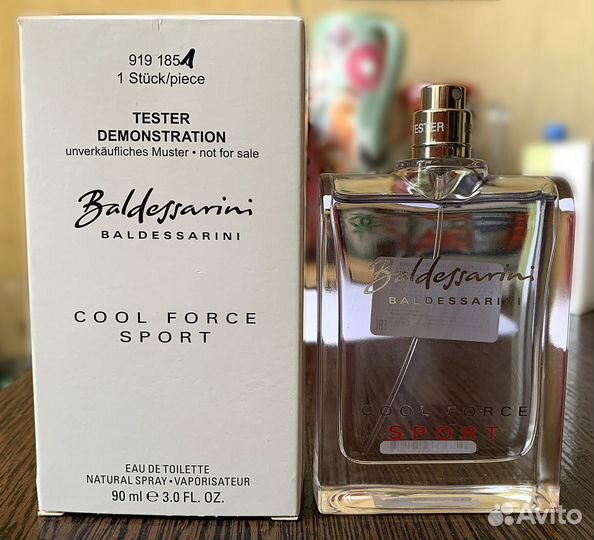 919 1851
1 Stück/piece
TESTER
DEMONSTRATION
unverkäufliches Muster • not for sale
Baldessarini
BALDESSARINI
COOL FORCE
SPORT
EAU DE TOILETTE
NATURAL SPRAY • VAPORISATEUR
90 ml ℮ 3.0 FL. OZ.
TESTER
Baldessarini
BALDESSARINI
EAC
COOL FORCE
SPORT
Avito